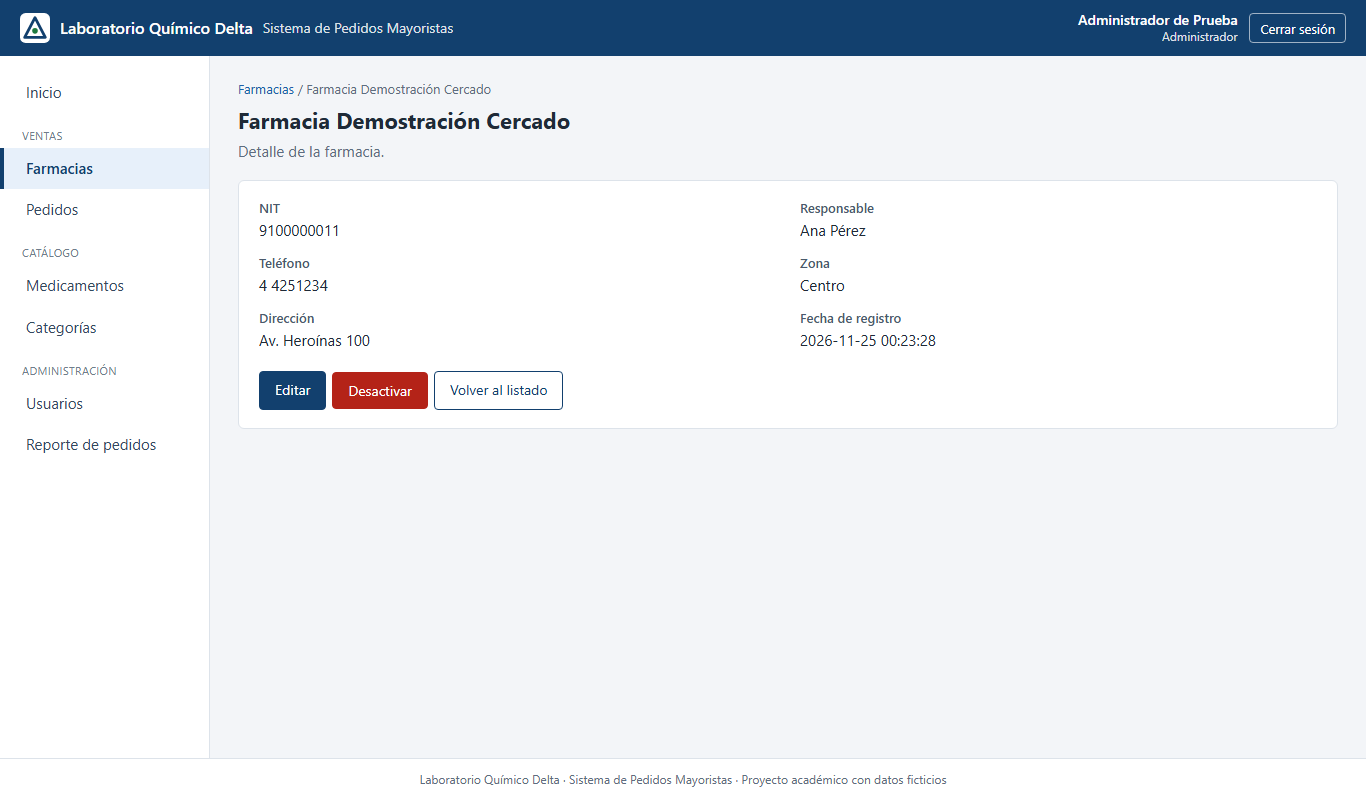 Laboratorio Químico Delta Sistema de Pedidos Mayoristas
Administrador de Prueba
Administrador
Cerrar sesión
Inicio
VENTAS
Farmacias
Pedidos
CATÁLOGO
Medicamentos
Categorías
ADMINISTRACIÓN
Usuarios
Reporte de pedidos
Farmacias / Farmacia Demostración Cercado
Farmacia Demostración Cercado
Detalle de la farmacia.
NIT
9100000011
Responsable
Ana Pérez
Teléfono
4 4251234
Zona
Centro
Dirección
Av. Heroínas 100
Fecha de registro
2026-11-25 00:23:28
Editar
Desactivar
Volver al listado
Laboratorio Químico Delta · Sistema de Pedidos Mayoristas · Proyecto académico con datos ficticios